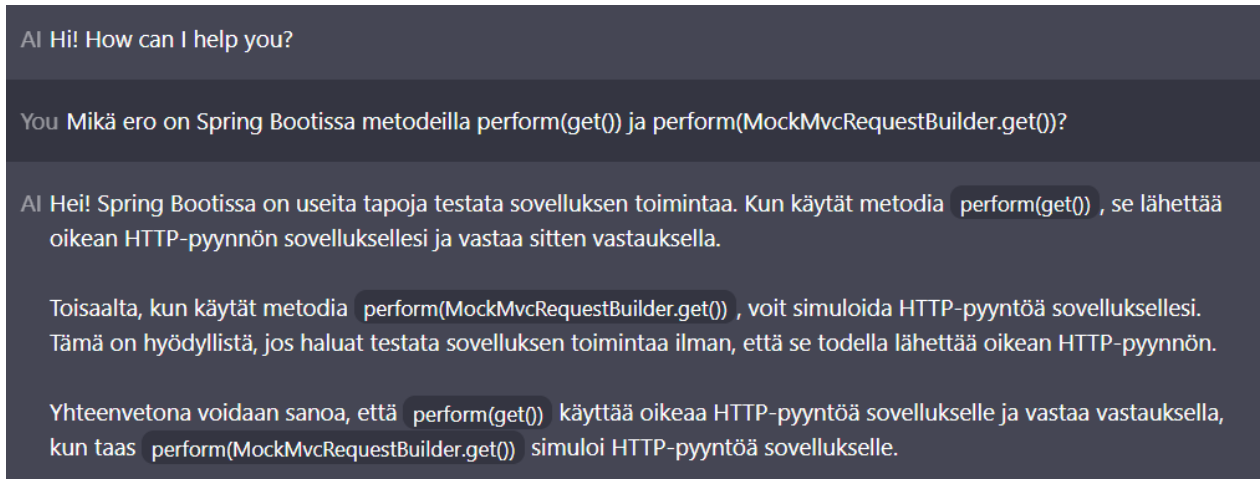 AI Hi! How can I help you?
You Mikä ero on Spring Bootissa metodeilla perform(get()) ja perform(MockMvcRequestBuilder.get())?
AI Hei! Spring Bootissa on useita tapoja testata sovelluksen toimintaa. Kun käytät metodia perform(get()) , se lähettää
oikean HTTP-pyynnön sovelluksellesi ja vastaa sitten vastauksella.
Toisaalta, kun käytät metodia perform(MockMvcRequestBuilder.get()) , voit simuloida HTTP-pyyntöä sovelluksellesi.
Tämä on hyödyllistä, jos haluat testata sovelluksen toimintaa ilman, että se todella lähettää oikean HTTP-pyynnön.
Yhteenvetona voidaan sanoa, että perform(get()) käyttää oikeaa HTTP-pyyntöä sovellukselle ja vastaa vastauksella,
kun taas perform(MockMvcRequestBuilder.get()) simuloi HTTP-pyyntöä sovellukselle.